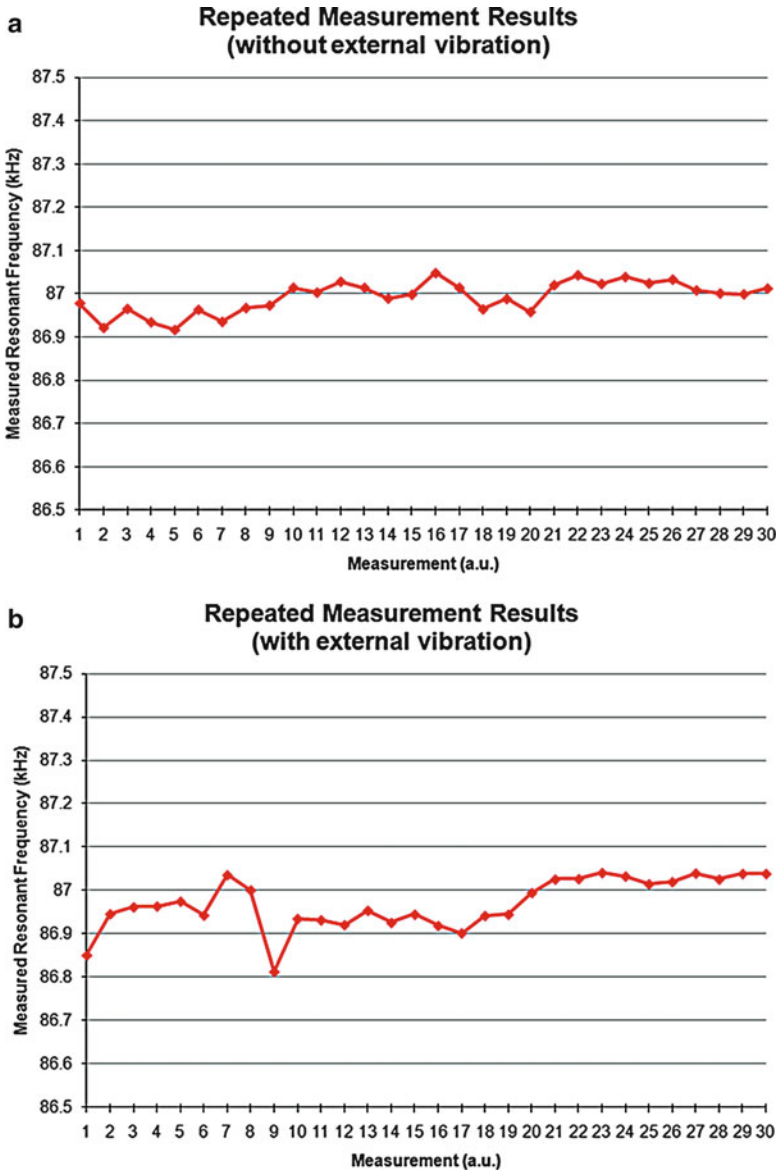 a
Repeated Measurement Results
(without external vibration)
Measured Resonant Frequency (kHz)
87.5
87.4
87.3
87.2
87.1
87
86.9
86.8
86.7
86.6
86.5
1 2 3 4 5 6 7 8 9 10 11 12 13 14 15 16 17 18 19 20 21 22 23 24 25 26 27 28 29 30
Measurement (a.u.)
b
Repeated Measurement Results
(with external vibration)
Measured Resonant Frequency (kHz)
87.5
87.4
87.3
87.2
87.1
87
86.9
86.8
86.7
86.6
86.5
1 2 3 4 5 6 7 8 9 10 11 12 13 14 15 16 17 18 19 20 21 22 23 24 25 26 27 28 29 30
Measurement (a.u.)